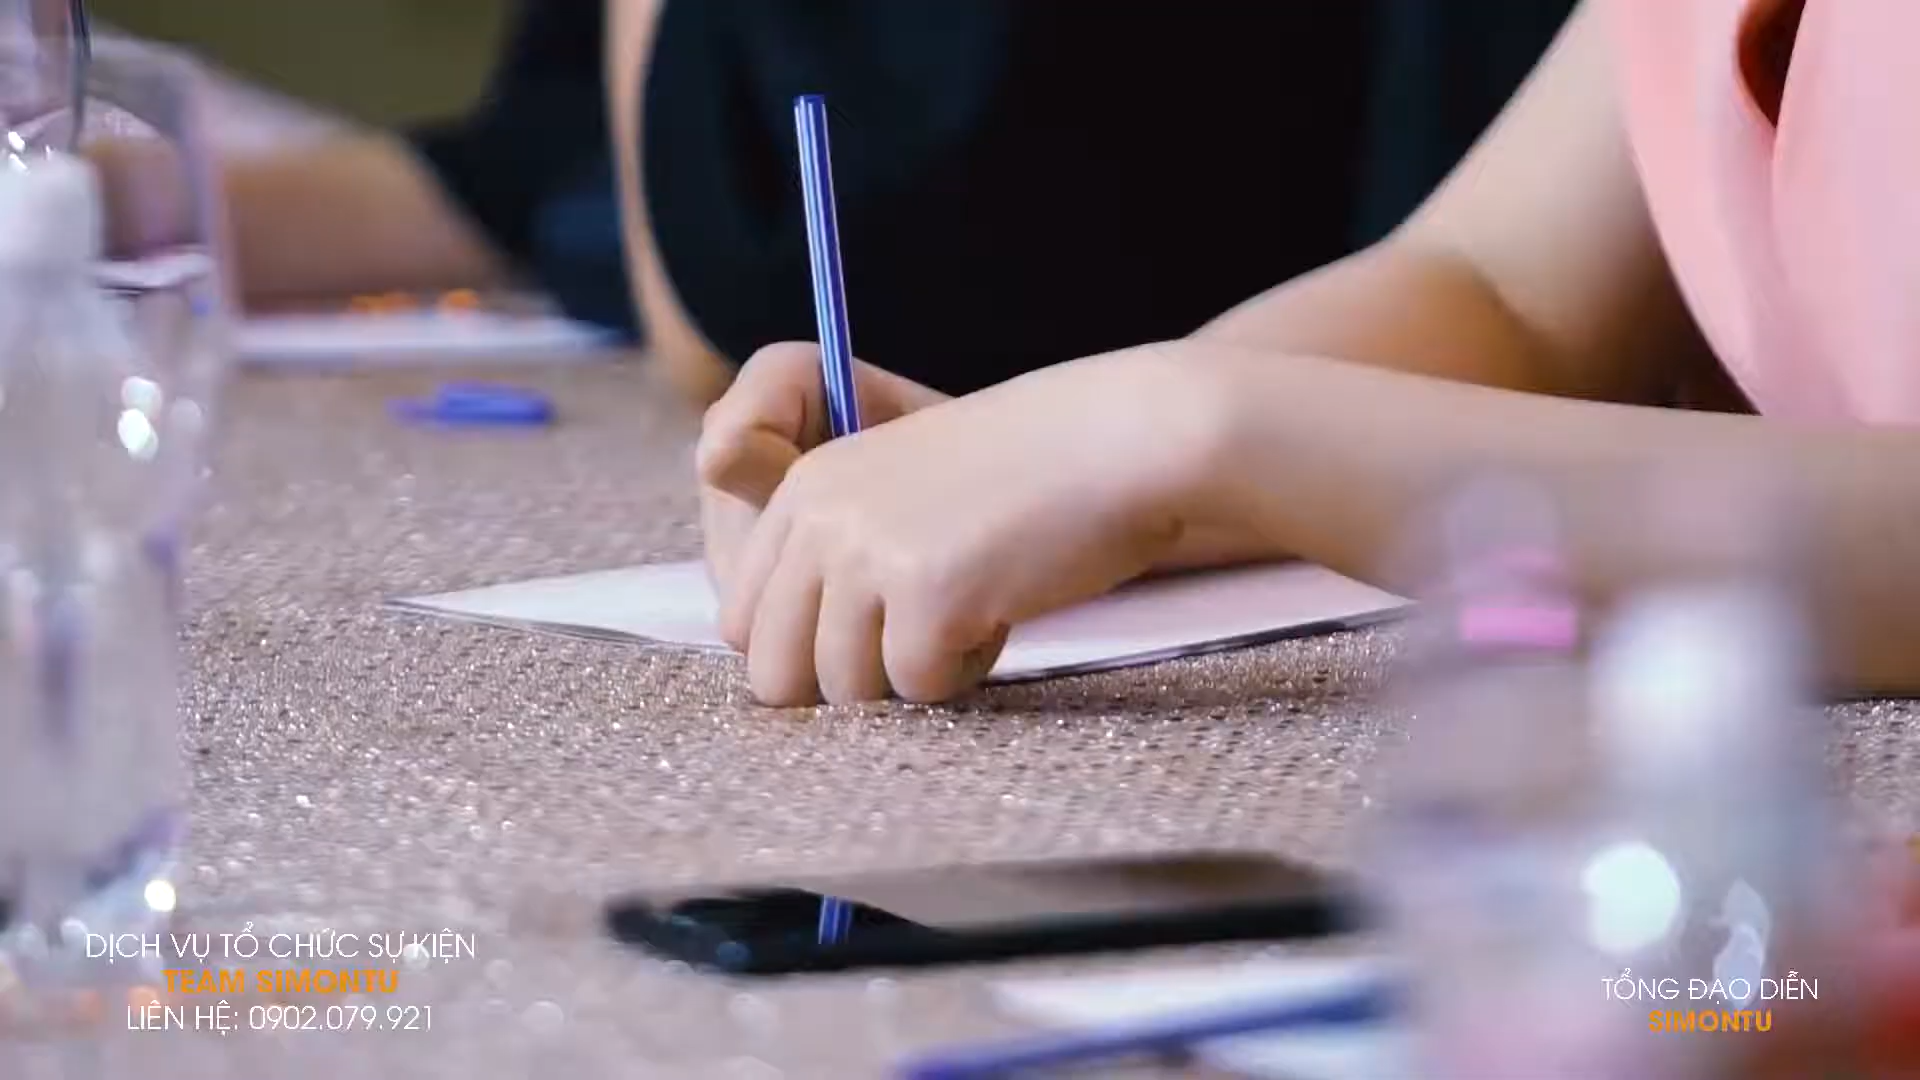 DỊCH VỤ TỔ CHỨC SỰ KIỆN
TEAM SIMONTU
LIÊN HỆ: 0902.079.921
TỔNG ĐẠO DIỄN
SIMONTU